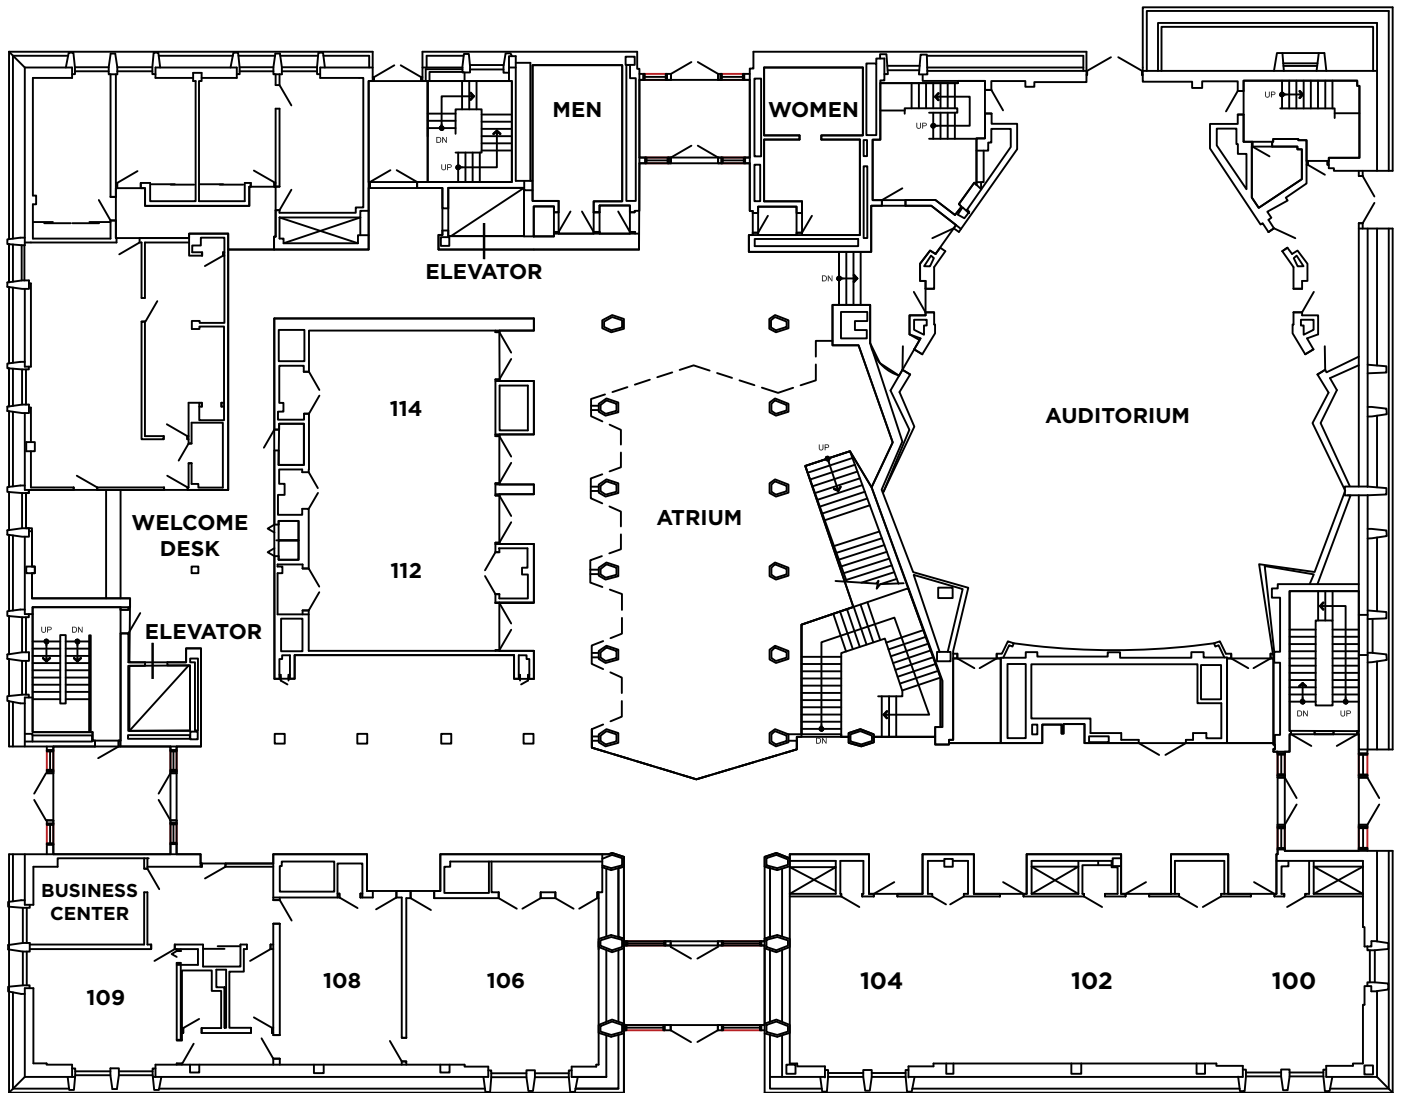 MEN
WOMEN
UP
UP
DN
UP
ELEVATOR
DN
114
AUDITORIUM
UP
WELCOME
DESK
ATRIUM
112
UP DN
ELEVATOR
DN UP
DN
BUSINESS
CENTER
109
108
106
104
102
100